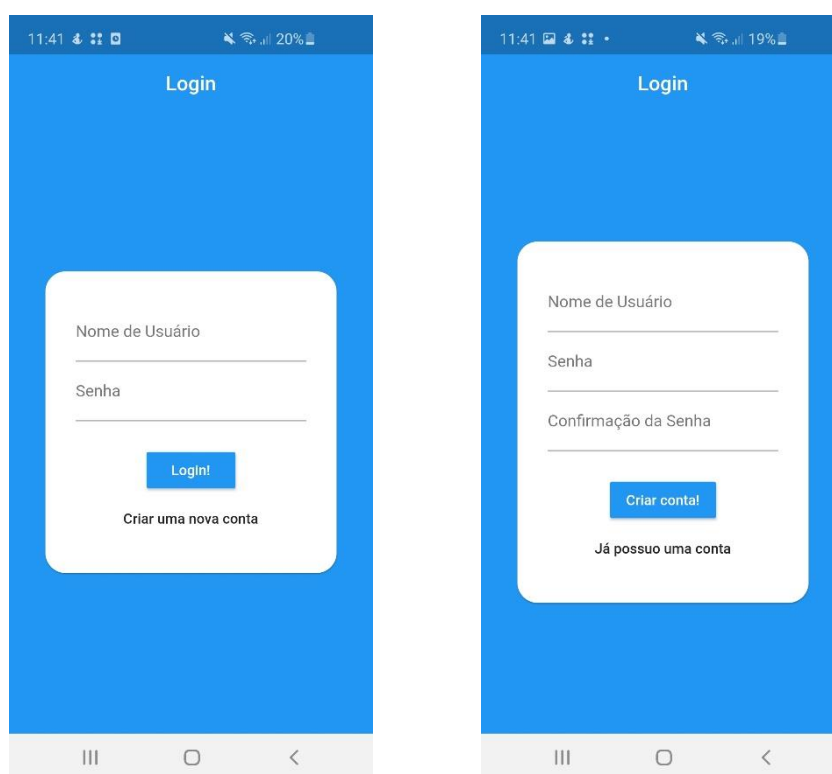 11:41 20%
Login
Nome de Usuário
Senha
Login!
Criar uma nova conta
11:41 19%
Login
Nome de Usuário
Senha
Confirmação da Senha
Criar conta!
Já possuo uma conta